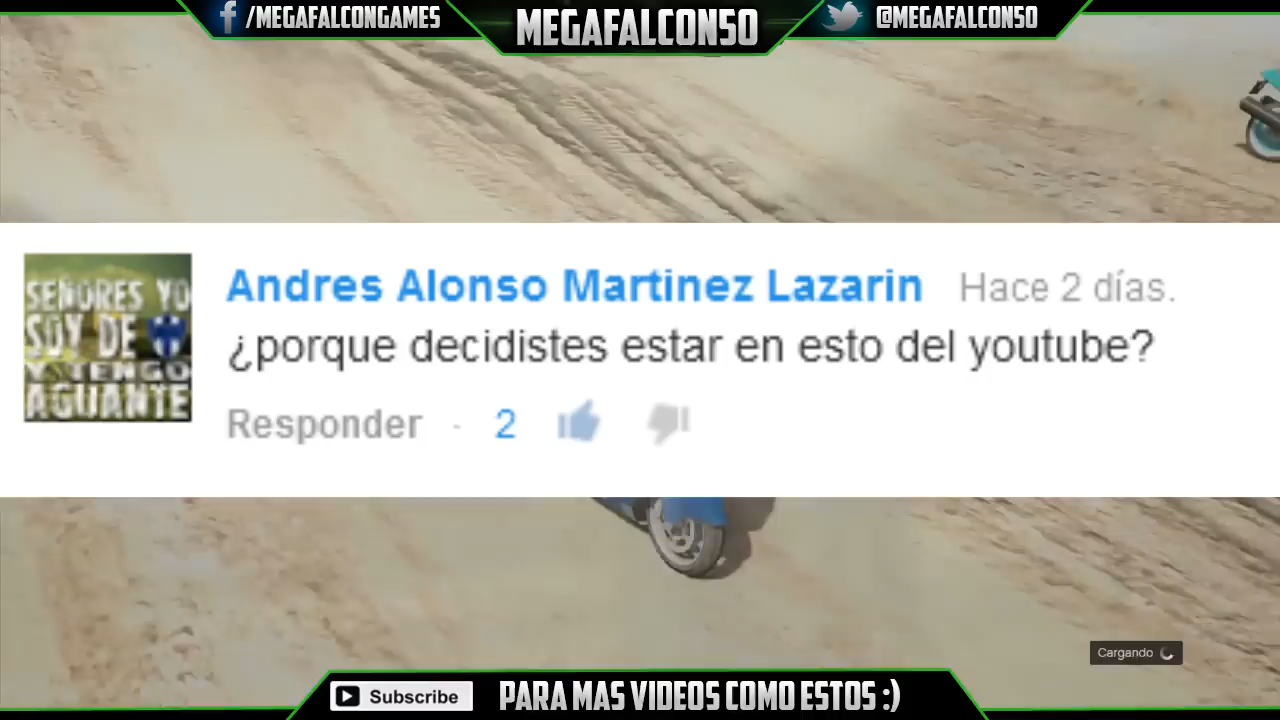 /MEGAFALCONGAMES
MEGAFALCON50
@MEGAFALCON50
SEÑORES YO
SOY DE
Y TENGO
AGUANTE
Andres Alonso Martinez Lazarin Hace 2 días.
¿porque decidistes estar en esto del youtube?
Responder · 2
Cargando
Subscribe
PARA MAS VIDEOS COMO ESTOS :)